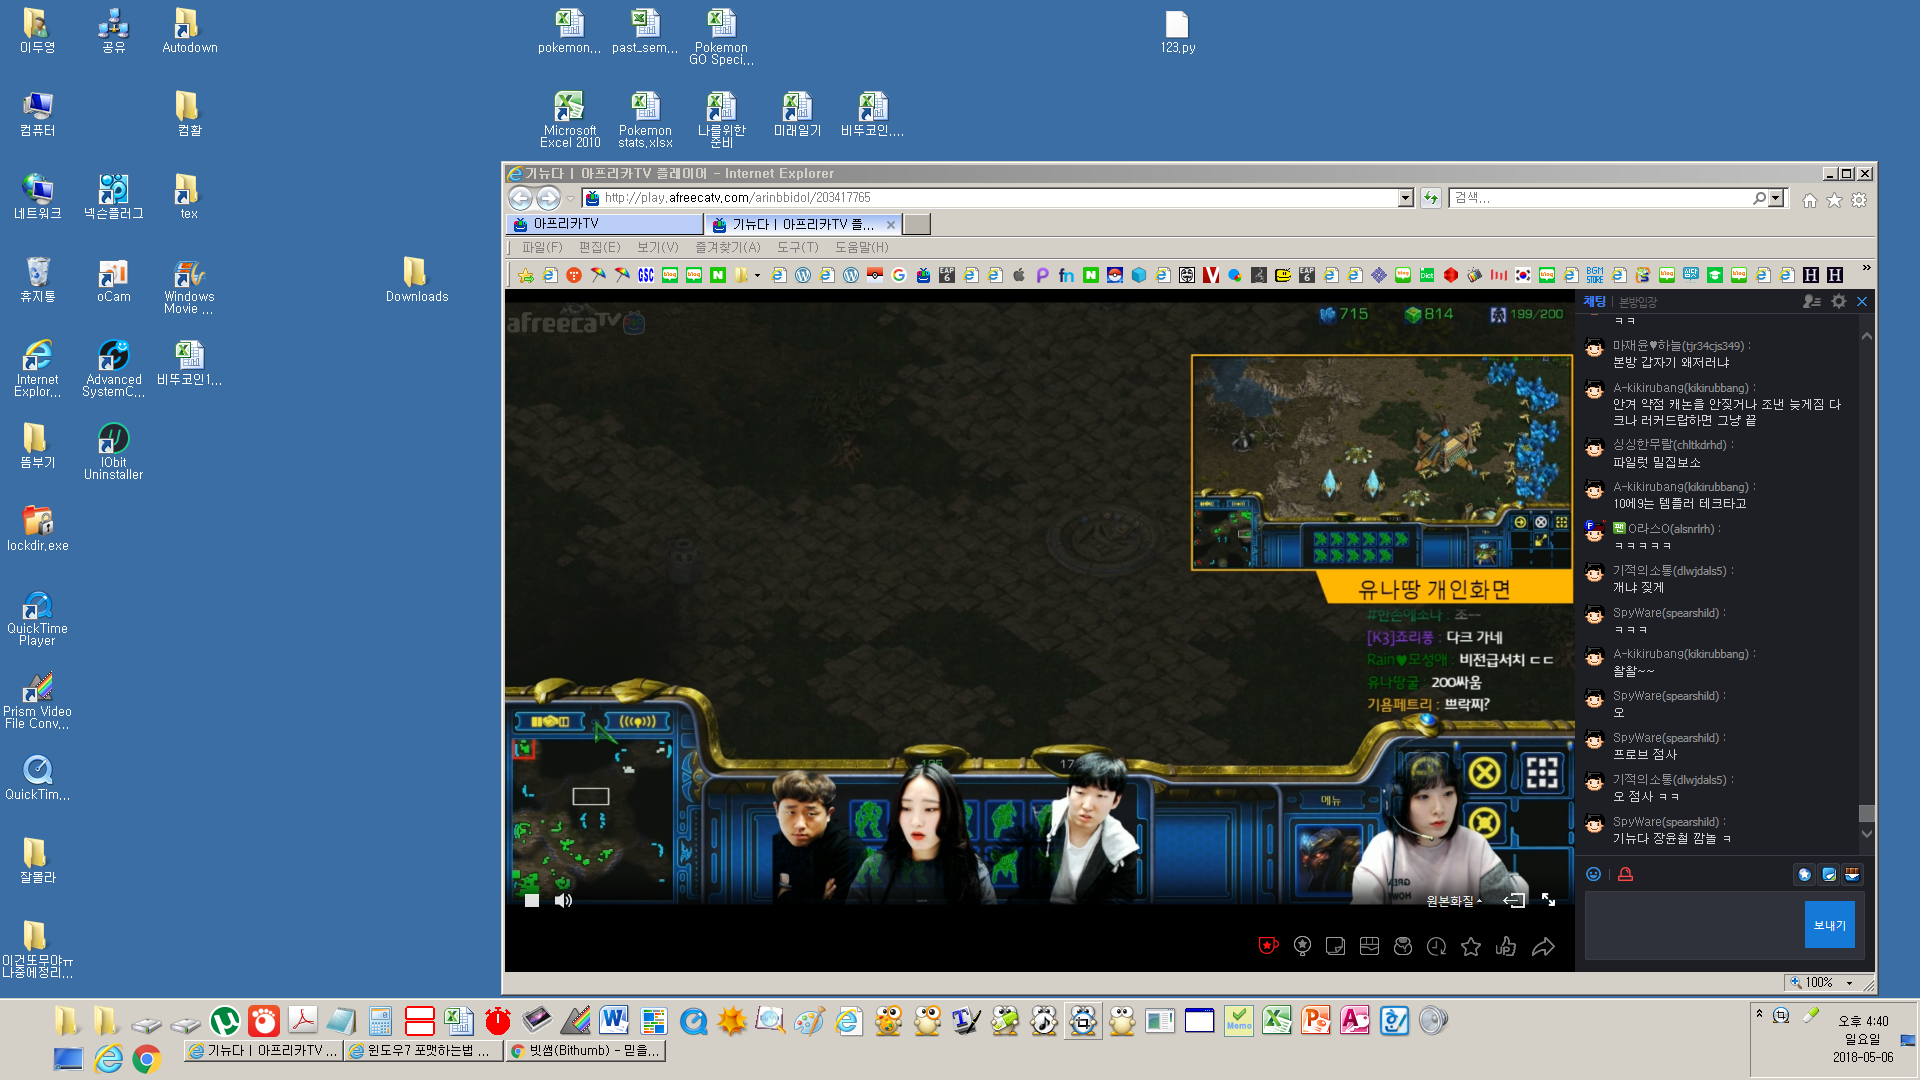 이두영
공유
Autodown
pokemon,...
past_sem,...
Pokemon
GO Speci,...
123.py
컴퓨터
컴활
Microsoft
Excel 2010
Pokemon
stats.xlsx
나를위한
준비
미래일기
비뚜코인,...
네트워크
넥슨플러그
tex
휴지통
oCam
Windows
Movie ...
Downloads
Internet
Explor,...
Advanced
SystemC,...
비뚜코인1,...
뜸부기
IObit
Uninstaller
lockdir.exe
QuickTime
Player
Prism Video
File Conv,...
QuickTim,...
잘몰라
이건또무야ㅠ
나중에정리,...
기뉴다 | 아프리카TV 플레이어 - Internet Explorer
http://play.afreecatv.com/arinbbidol/203417765
검색...
아프리카TV
기뉴다 | 아프리카TV 플...
파일(F) 편집(E) 보기(V) 즐겨찾기(A) 도구(T) 도움말(H)
afreecaTV
715 814 199/200
유나땅 개인화면
[K3]죠리퐁 : 다크 가네
Rain♥모성애 : 비전급서치 ㄷㄷ
유나땅굴 : 200싸움
기욤페트리 : 쁘락찌?
메뉴
원본화질
채팅 | 본방입장
ㅋㅋ
마재윤♥하늘(tjr34cjs349) :
본방 갑자기 왜저러냐
A-kikirubang(kikirubbang) :
안겨 약점 캐논을 안짖거나 조낸 늦게짐 다
크나 러커드랍하면 그냥 끝
싱싱한무랄(chltkdrhd) :
파일럿 밀집보소
A-kikirubang(kikirubbang) :
10에9는 템플러 테크타고
팬 O라스O(alsnrlrh) :
ㅋㅋㅋㅋㅋ
기적의소통(dlwjdals5) :
개냐 짖게
SpyWare(spearshild) :
ㅋㅋㅋ
A-kikirubang(kikirubbang) :
왈왈~~
SpyWare(spearshild) :
오
SpyWare(spearshild) :
프로브 점사
기적의소통(dlwjdals5) :
오 점사 ㅋㅋ
SpyWare(spearshild) :
기뉴다 장윤철 깜놀 ㅋ
보내기
100%
기뉴다 | 아프리카TV ...
윈도우7 포맷하는법 ...
빗썸(Bithumb) - 믿을...
오후 4:40
일요일
2018-05-06